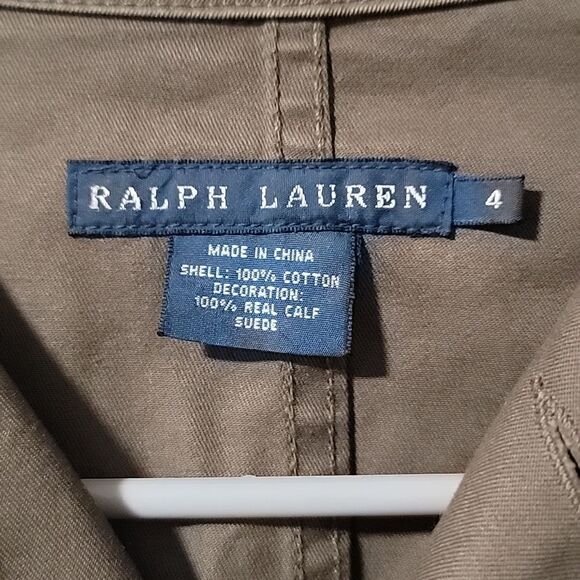 RALPH LAUREN 4
MADE IN CHINA
SHELL: 100% COTTON
DECORATION:
100% REAL CALF
SUEDE